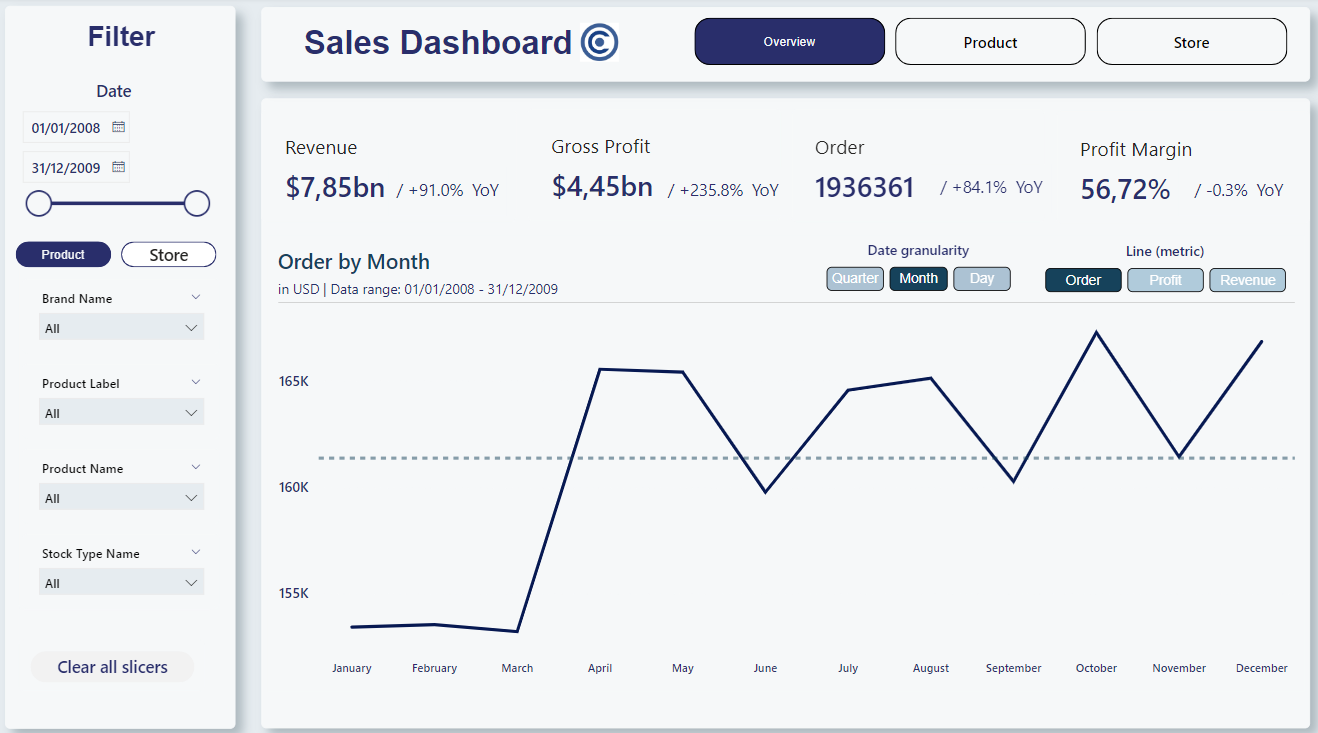 Filter
Date
01/01/2008
31/12/2009
Product Store
Brand Name
All
Product Label
All
Product Name
All
Stock Type Name
All
Clear all slicers
Sales Dashboard
Overview Product Store
Revenue
$7,85bn / +91.0% YoY
Gross Profit
$4,45bn / +235.8% YoY
Order
1936361 / +84.1% YoY
Profit Margin
56,72% / -0.3% YoY
Order by Month
in USD | Data range: 01/01/2008 - 31/12/2009
Date granularity
Quarter Month Day
Line (metric)
Order Profit Revenue
165K
160K
155K
January February March April May June July August September October November December